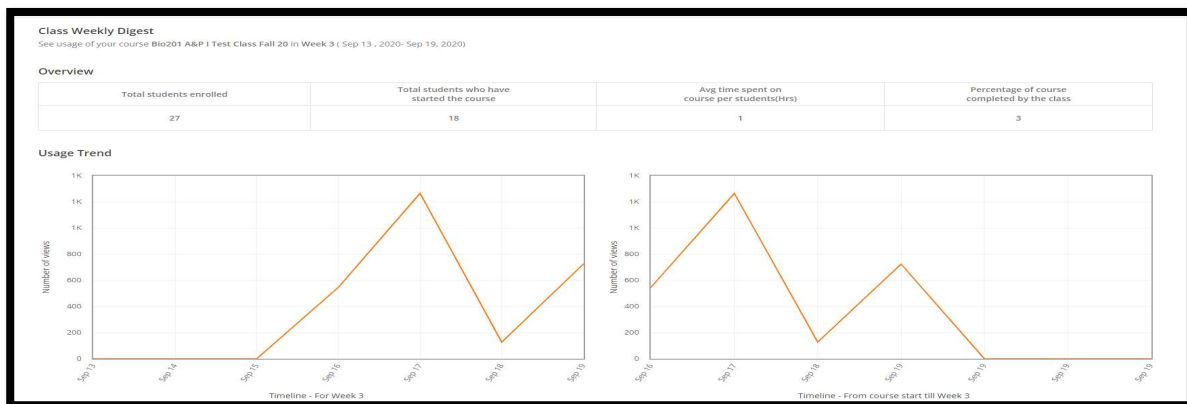 Class Weekly Digest
See usage of your course Bio201 A&P I Test Class Fall 20 in Week 3 ( Sep 13 , 2020- Sep 19, 2020)
Overview
Total students enrolled
Total students who have
started the course
Avg time spent on
course per students(Hrs)
Percentage of course
completed by the class
27
18
1
3
Usage Trend
1K
1K
1K
800
600
400
200
0
Number of views
Sep 13
Sep 14
Sep 15
Sep 16
Sep 17
Sep 18
Sep 19
Timeline - For Week 3
1K
1K
1K
800
600
400
200
0
Number of views
Sep 16
Sep 17
Sep 18
Sep 19
Sep 19
Sep 19
Sep 19
Timeline - From course start till Week 3